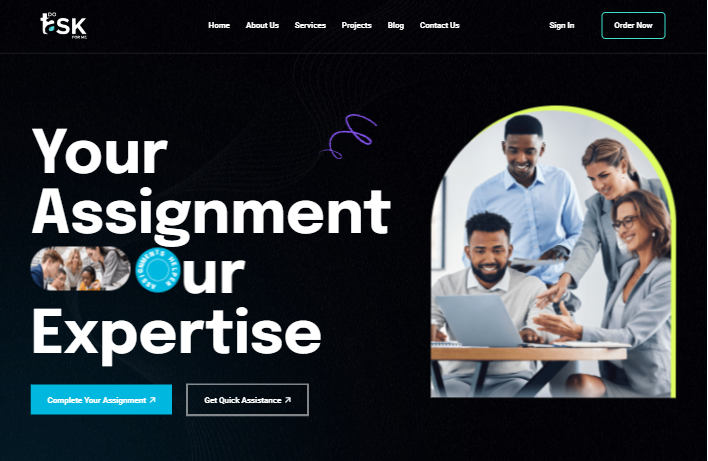 DO
tASK
FOR ME
Home About Us Services Projects Blog Contact Us Sign In Order Now
Your
Assignment
Our
ASSIGNMENTS HELPER
Expertise
Complete Your Assignment
Get Quick Assistance